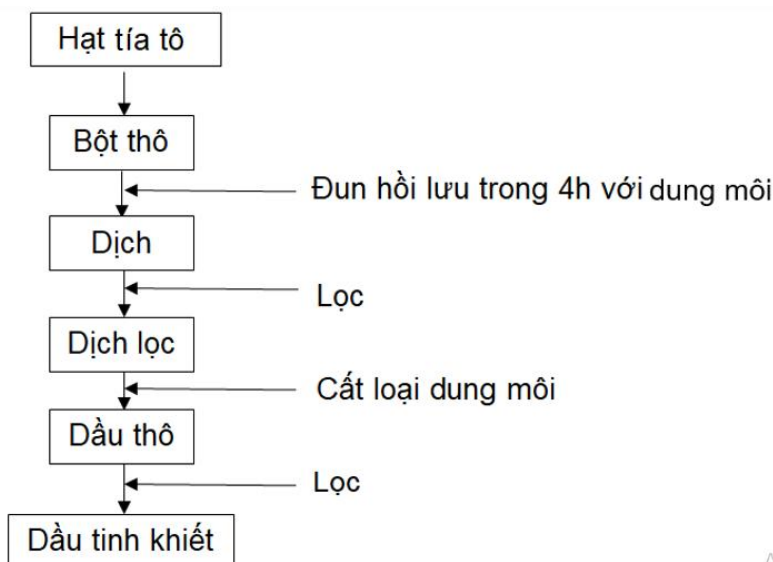 Hạt tía tô
Bột thô
Đun hồi lưu trong 4h với dung môi
Dịch
Lọc
Dịch lọc
Cất loại dung môi
Dầu thô
Lọc
Dầu tinh khiết